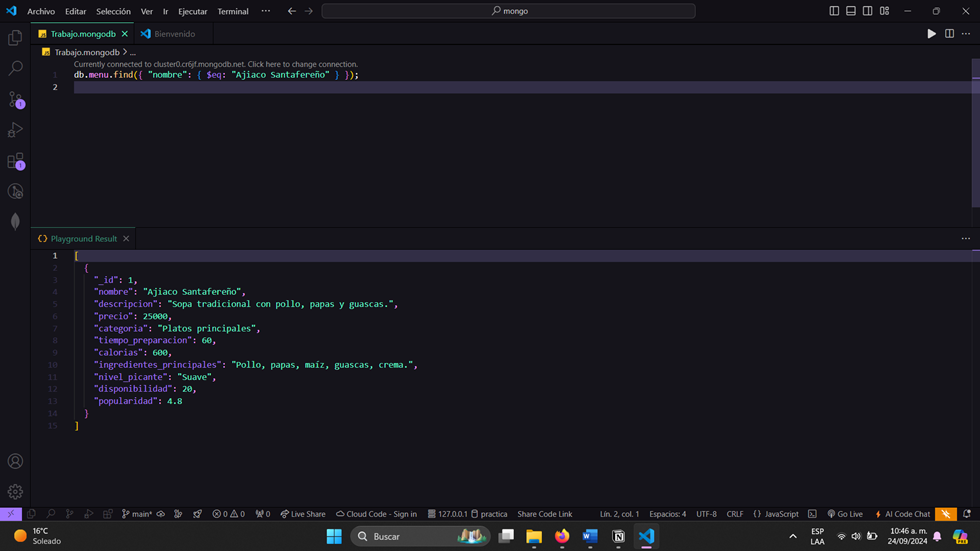 Archivo Editar Selección Ver Ir Ejecutar Terminal ··· mongo
Trabajo.mongodb Bienvenido
Trabajo.mongodb > ...
Currently connected to cluster0.cr6jf.mongodb.net. Click here to change connection.
1 db.menu.find({ "nombre": { $eq: "Ajiaco Santafereño" } });
2
Playground Result
1 [
2 {
3 "_id": 1,
4 "nombre": "Ajiaco Santafereño",
5 "descripcion": "Sopa tradicional con pollo, papas y guascas.",
6 "precio": 25000,
7 "categoria": "Platos principales",
8 "tiempo_preparacion": 60,
9 "calorias": 600,
10 "ingredientes_principales": "Pollo, papas, maíz, guascas, crema.",
11 "nivel_picante": "Suave",
12 "disponibilidad": 20,
13 "popularidad": 4.8
14 }
15 ]
main* 0 0 0 Live Share Cloud Code - Sign in 127.0.0.1 practica Share Code Link Lín. 2, col. 1 Espacios: 4 UTF-8 CRLF {} JavaScript Go Live AI Code Chat
16°C
Soleado
Buscar
ESP
LAA
10:46 a. m.
24/09/2024